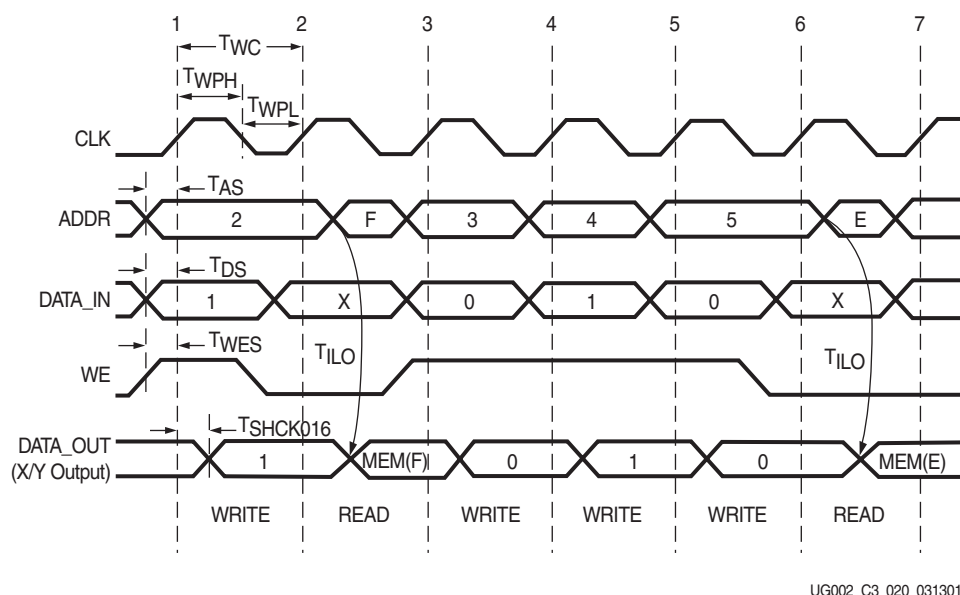 1 2 3 4 5 6 7
TWC
TWPH
TWPL
CLK
TAS
ADDR 2 F 3 4 5 E
TDS
DATA_IN 1 X 0 1 0 X
TWES
TILO TILO
WE
TSHCK016
DATA_OUT
(X/Y Output) 1 MEM(F) 0 1 0 MEM(E)
WRITE READ WRITE WRITE WRITE READ
UG002_C3_020_031301